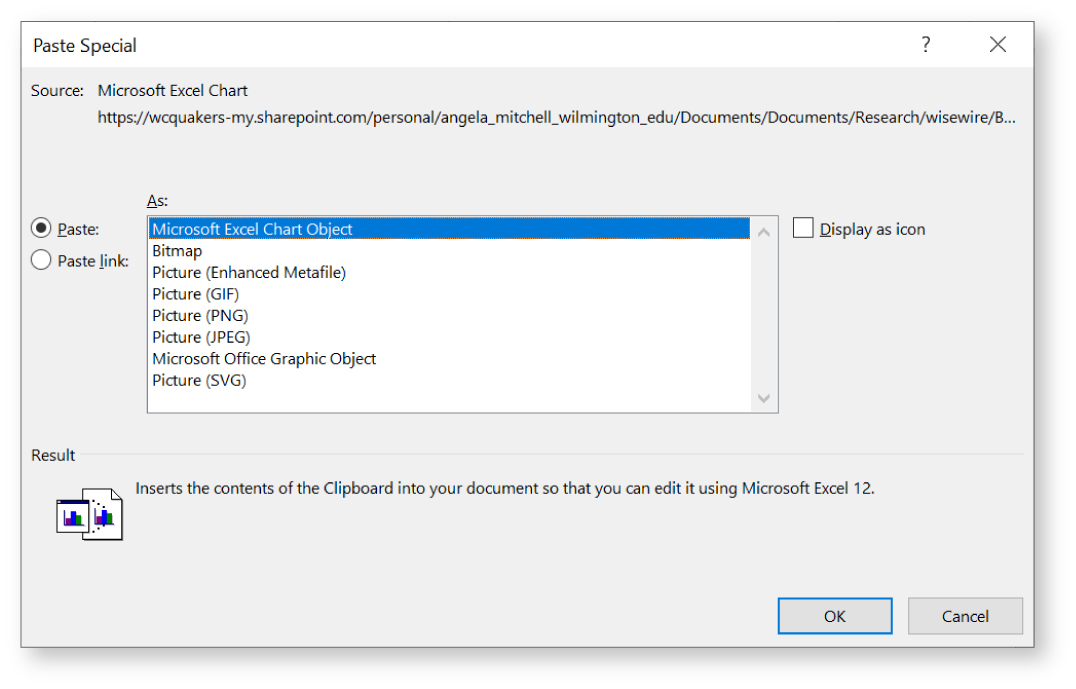 Paste Special
?
Source: Microsoft Excel Chart
https://wcquakers-my.sharepoint.com/personal/angela_mitchell_wilmington_edu/Documents/Documents/Research/wisewire/B...
As:
Paste:
Paste link:
Microsoft Excel Chart Object
Bitmap
Picture (Enhanced Metafile)
Picture (GIF)
Picture (PNG)
Picture (JPEG)
Microsoft Office Graphic Object
Picture (SVG)
Display as icon
Result
Inserts the contents of the Clipboard into your document so that you can edit it using Microsoft Excel 12.
OK
Cancel